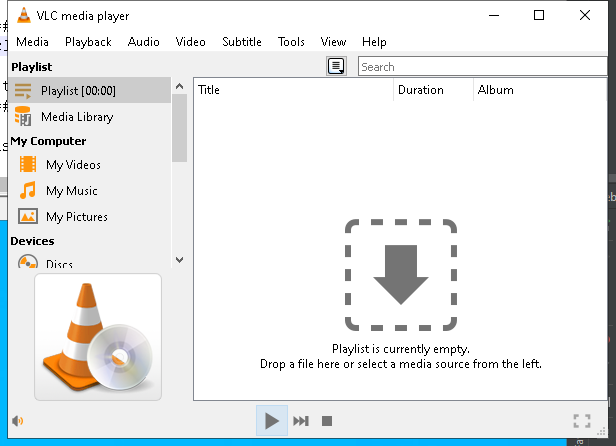 VLC media player
Media Playback Audio Video Subtitle Tools View Help
Playlist
Search
Playlist [00:00]
Media Library
My Computer
My Videos
My Music
My Pictures
Devices
Discs
Title Duration Album
Playlist is currently empty.
Drop a file here or select a media source from the left.